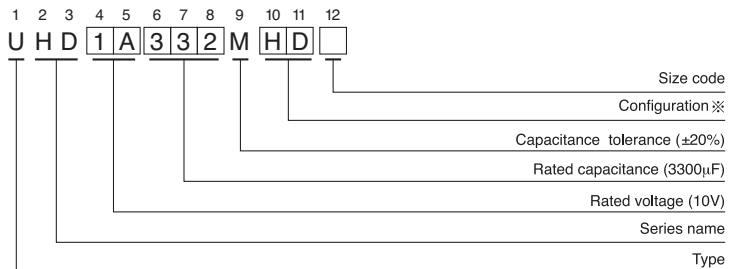 1 2 3 4 5 6 7 8 9 10 11 12
U H D 1 A 3 3 2 M H D
Size code
Configuration※
Capacitance tolerance (±20%)
Rated capacitance (3300µF)
Rated voltage (10V)
Series name
Type